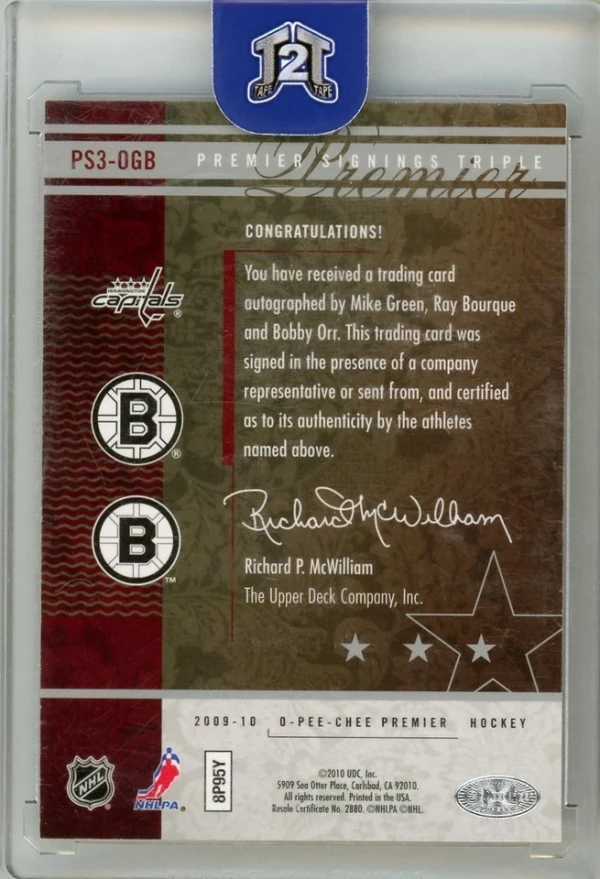 T2T
TAPE TAPE
PS3-OGB PREMIER SIGNINGS TRIPLE
Premier
CONGRATULATIONS!
You have received a trading card
autographed by Mike Green, Ray Bourque
and Bobby Orr. This trading card was
signed in the presence of a company
representative or sent from, and certified
as to its authenticity by the athletes
named above.
WASHINGTON
capitals®
B®
B™
Richard McWilliam
Richard P. McWilliam
The Upper Deck Company, Inc.
2009-10 O-PEE-CHEE PREMIER HOCKEY
NHL
NHLPA®
8P95Y
©2010 UDC, Inc.
5909 Sea Otter Place, Carlsbad, CA 92010.
All rights reserved. Printed in the USA.
Resale Certificate No. 2880. ©NHLPA ©NHL.